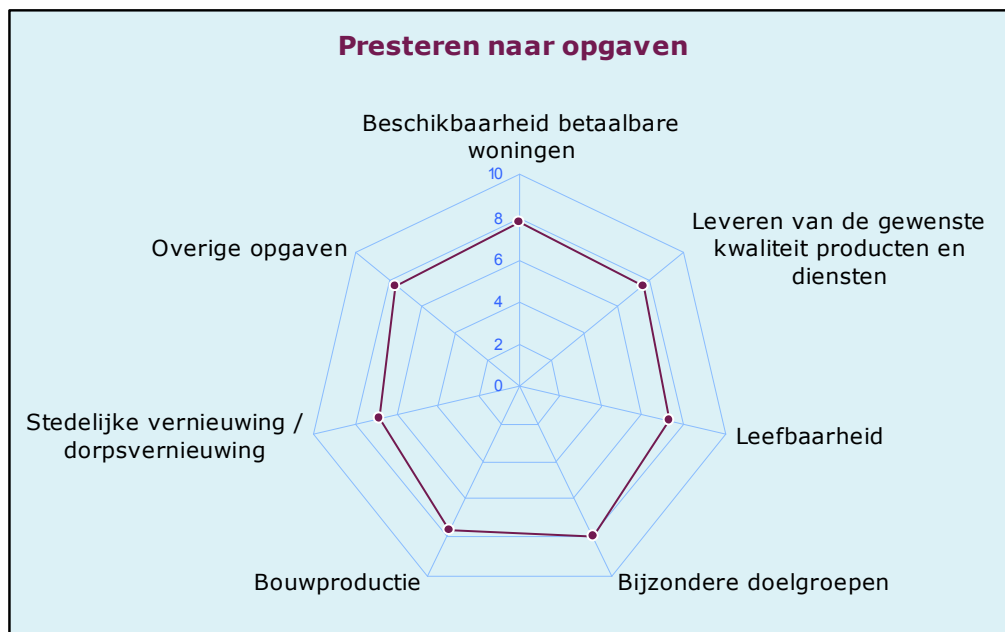 Presteren naar opgaven
Beschikbaarheid betaalbare
woningen
10
8
6
4
2
0
Leveren van de gewenste
kwaliteit producten en
diensten
Overige opgaven
Stedelijke vernieuwing /
dorpsvernieuwing
Leefbaarheid
Bouwproductie
Bijzondere doelgroepen